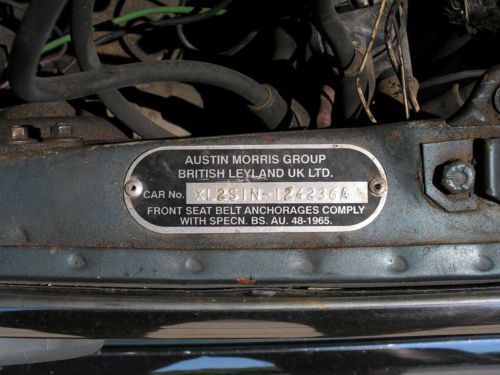 AUSTIN MORRIS GROUP
BRITISH LEYLAND UK LTD.
CAR No. XL2S1N-124236A
FRONT SEAT BELT ANCHORAGES COMPLY
WITH SPECN. BS. AU. 48-1965.